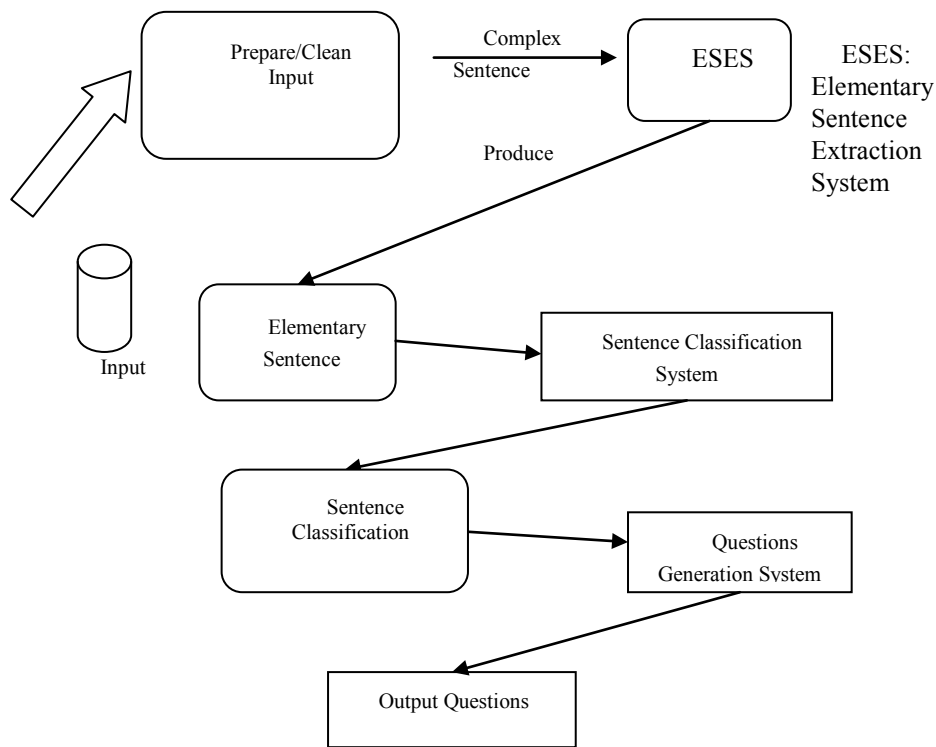 Prepare/Clean
Input
Complex
Sentence
ESES
ESES:
Elementary
Sentence
Extraction
System
Produce
Input
Elementary
Sentence
Sentence Classification
System
Sentence
Classification
Questions
Generation System
Output Questions